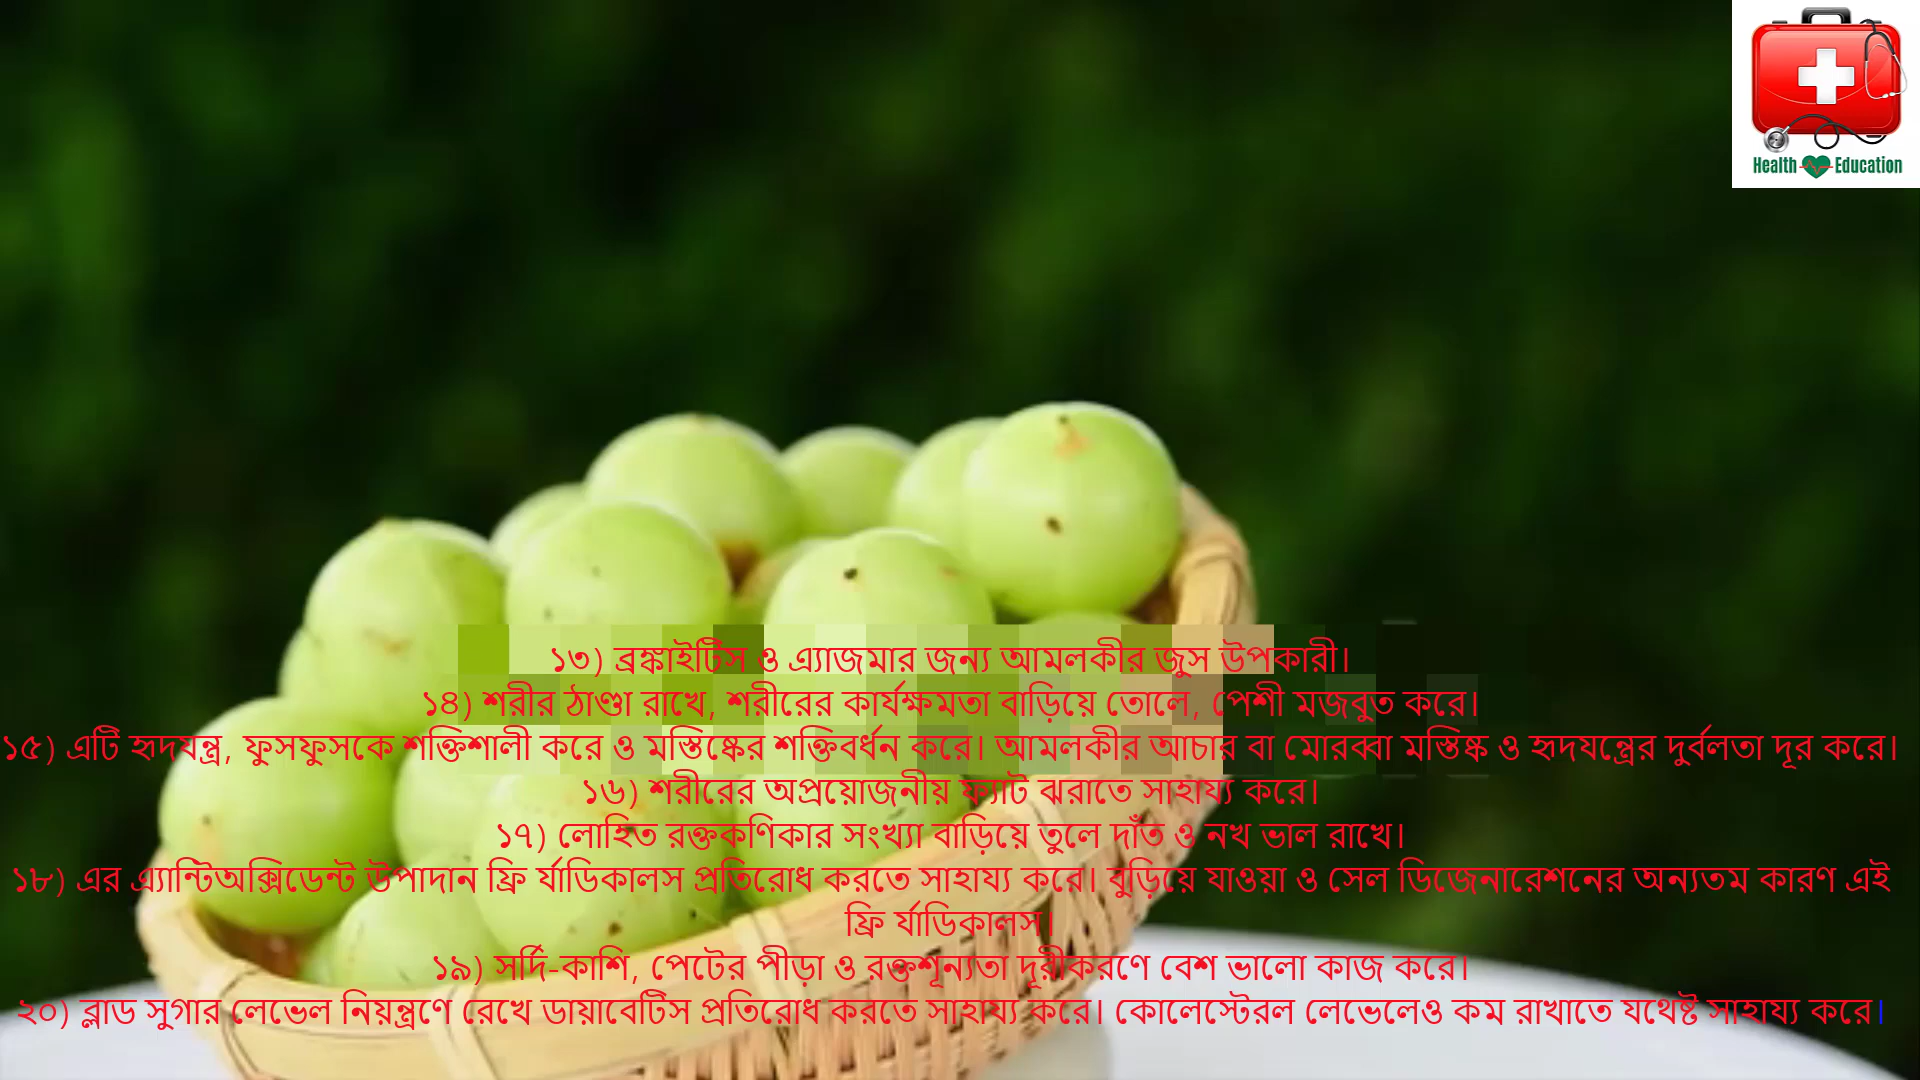 Health Education
১৩) ব্রঙ্কাইটিস ও এ্যাজমার জন্য আমলকীর জুস উপকারী।
১৪) শরীর ঠাণ্ডা রাখে, শরীরের কার্যক্ষমতা বাড়িয়ে তোলে, পেশী মজবুত করে।
১৫) এটি হৃদযন্ত্র, ফুসফুসকে শক্তিশালী করে ও মস্তিষ্কের শক্তিবর্ধন করে। আমলকীর আচার বা মোরব্বা মস্তিষ্ক ও হৃদযন্ত্রের দুর্বলতা দূর করে।
১৬) শরীরের অপ্রয়োজনীয় ফ্যাট ঝরাতে সাহায্য করে।
১৭) লোহিত রক্তকণিকার সংখ্যা বাড়িয়ে তুলে দাঁত ও নখ ভাল রাখে।
১৮) এর এ্যান্টিঅক্সিডেন্ট উপাদান ফ্রি র্যাডিকালস প্রতিরোধ করতে সাহায্য করে। বুড়িয়ে যাওয়া ও সেল ডিজেনারেশনের অন্যতম কারণ এই
ফ্রি র্যাডিকালস।
১৯) সর্দি-কাশি, পেটের পীড়া ও রক্তশূন্যতা দূরীকরণে বেশ ভালো কাজ করে।
২০) ব্লাড সুগার লেভেল নিয়ন্ত্রণে রেখে ডায়াবেটিস প্রতিরোধ করতে সাহায্য করে। কোলেস্টেরল লেভেলেও কম রাখাতে যথেষ্ট সাহায্য করে।